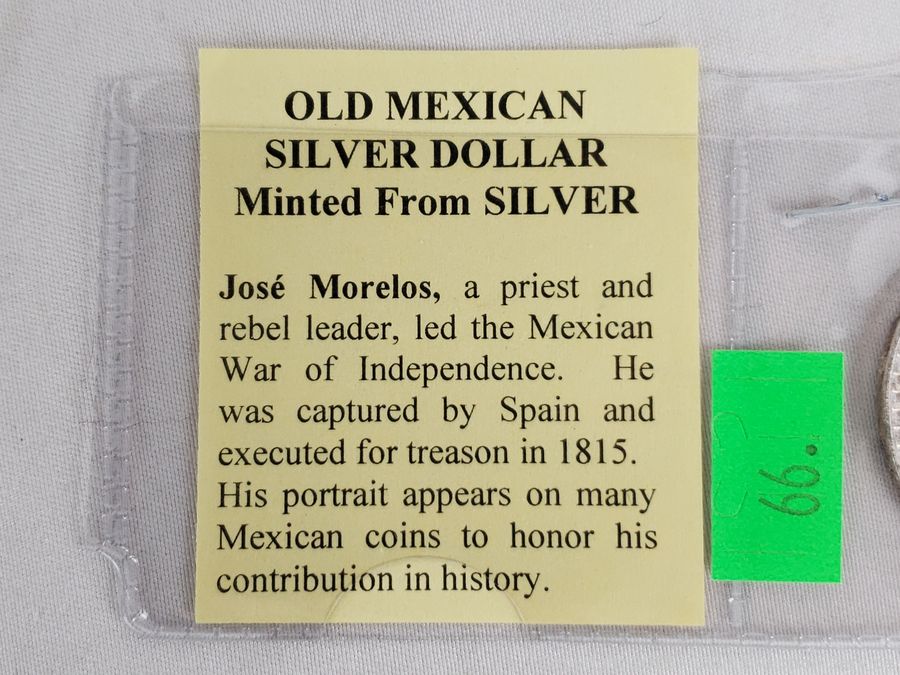 OLD MEXICAN
SILVER DOLLAR
Minted From SILVER
José Morelos, a priest and
rebel leader, led the Mexican
War of Independence. He
was captured by Spain and
executed for treason in 1815.
His portrait appears on many
Mexican coins to honor his
contribution in history.
66.